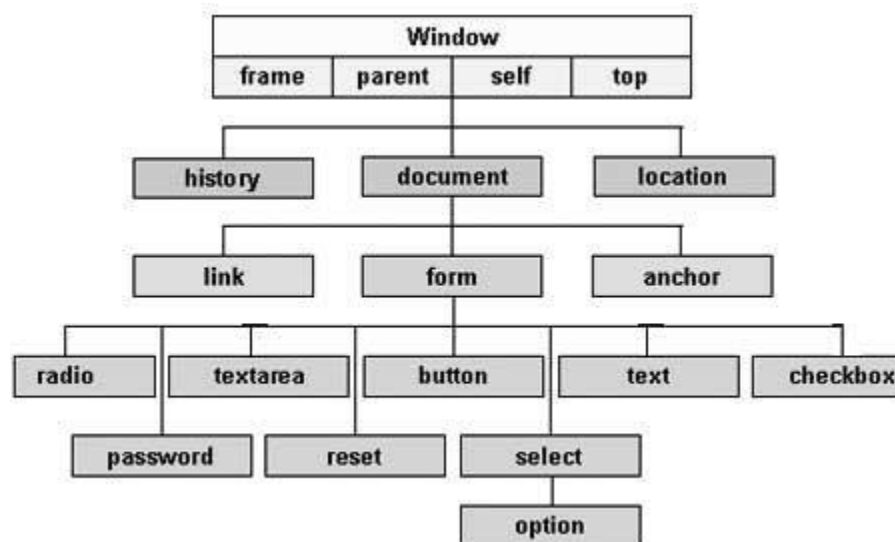 Window
frame parent self top
history document location
link form anchor
radio textarea button text checkbox
password reset select
option